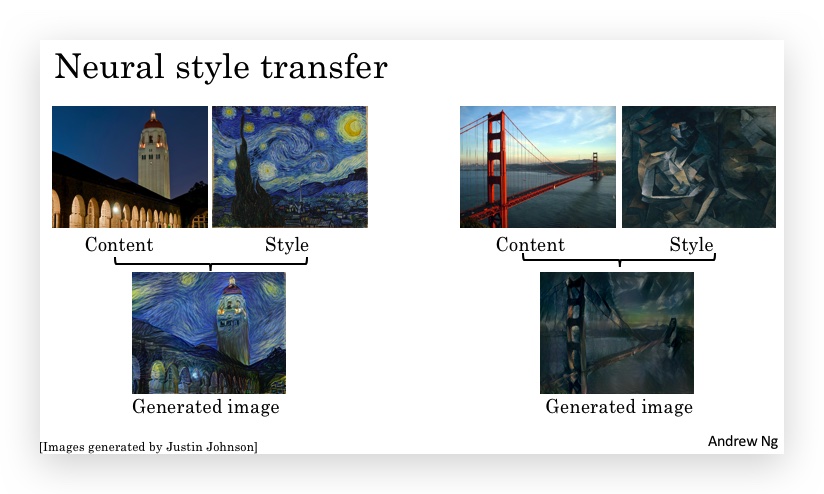 Neural style transfer
Content
Style
Content
Style
Generated image
Generated image
[Images generated by Justin Johnson]
Andrew Ng